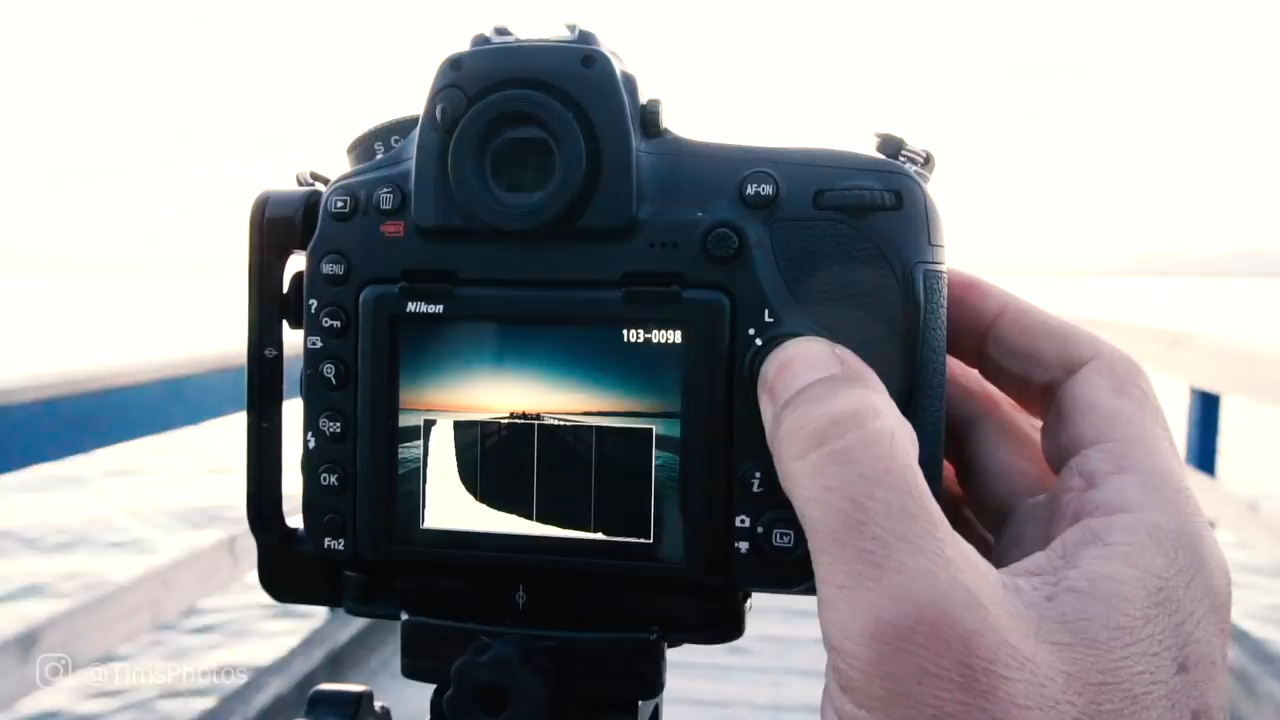 S
AF-ON
MENU
?
L
Nikon
103-0098
OK
i
Lv
Fn2
@TimsPhotos